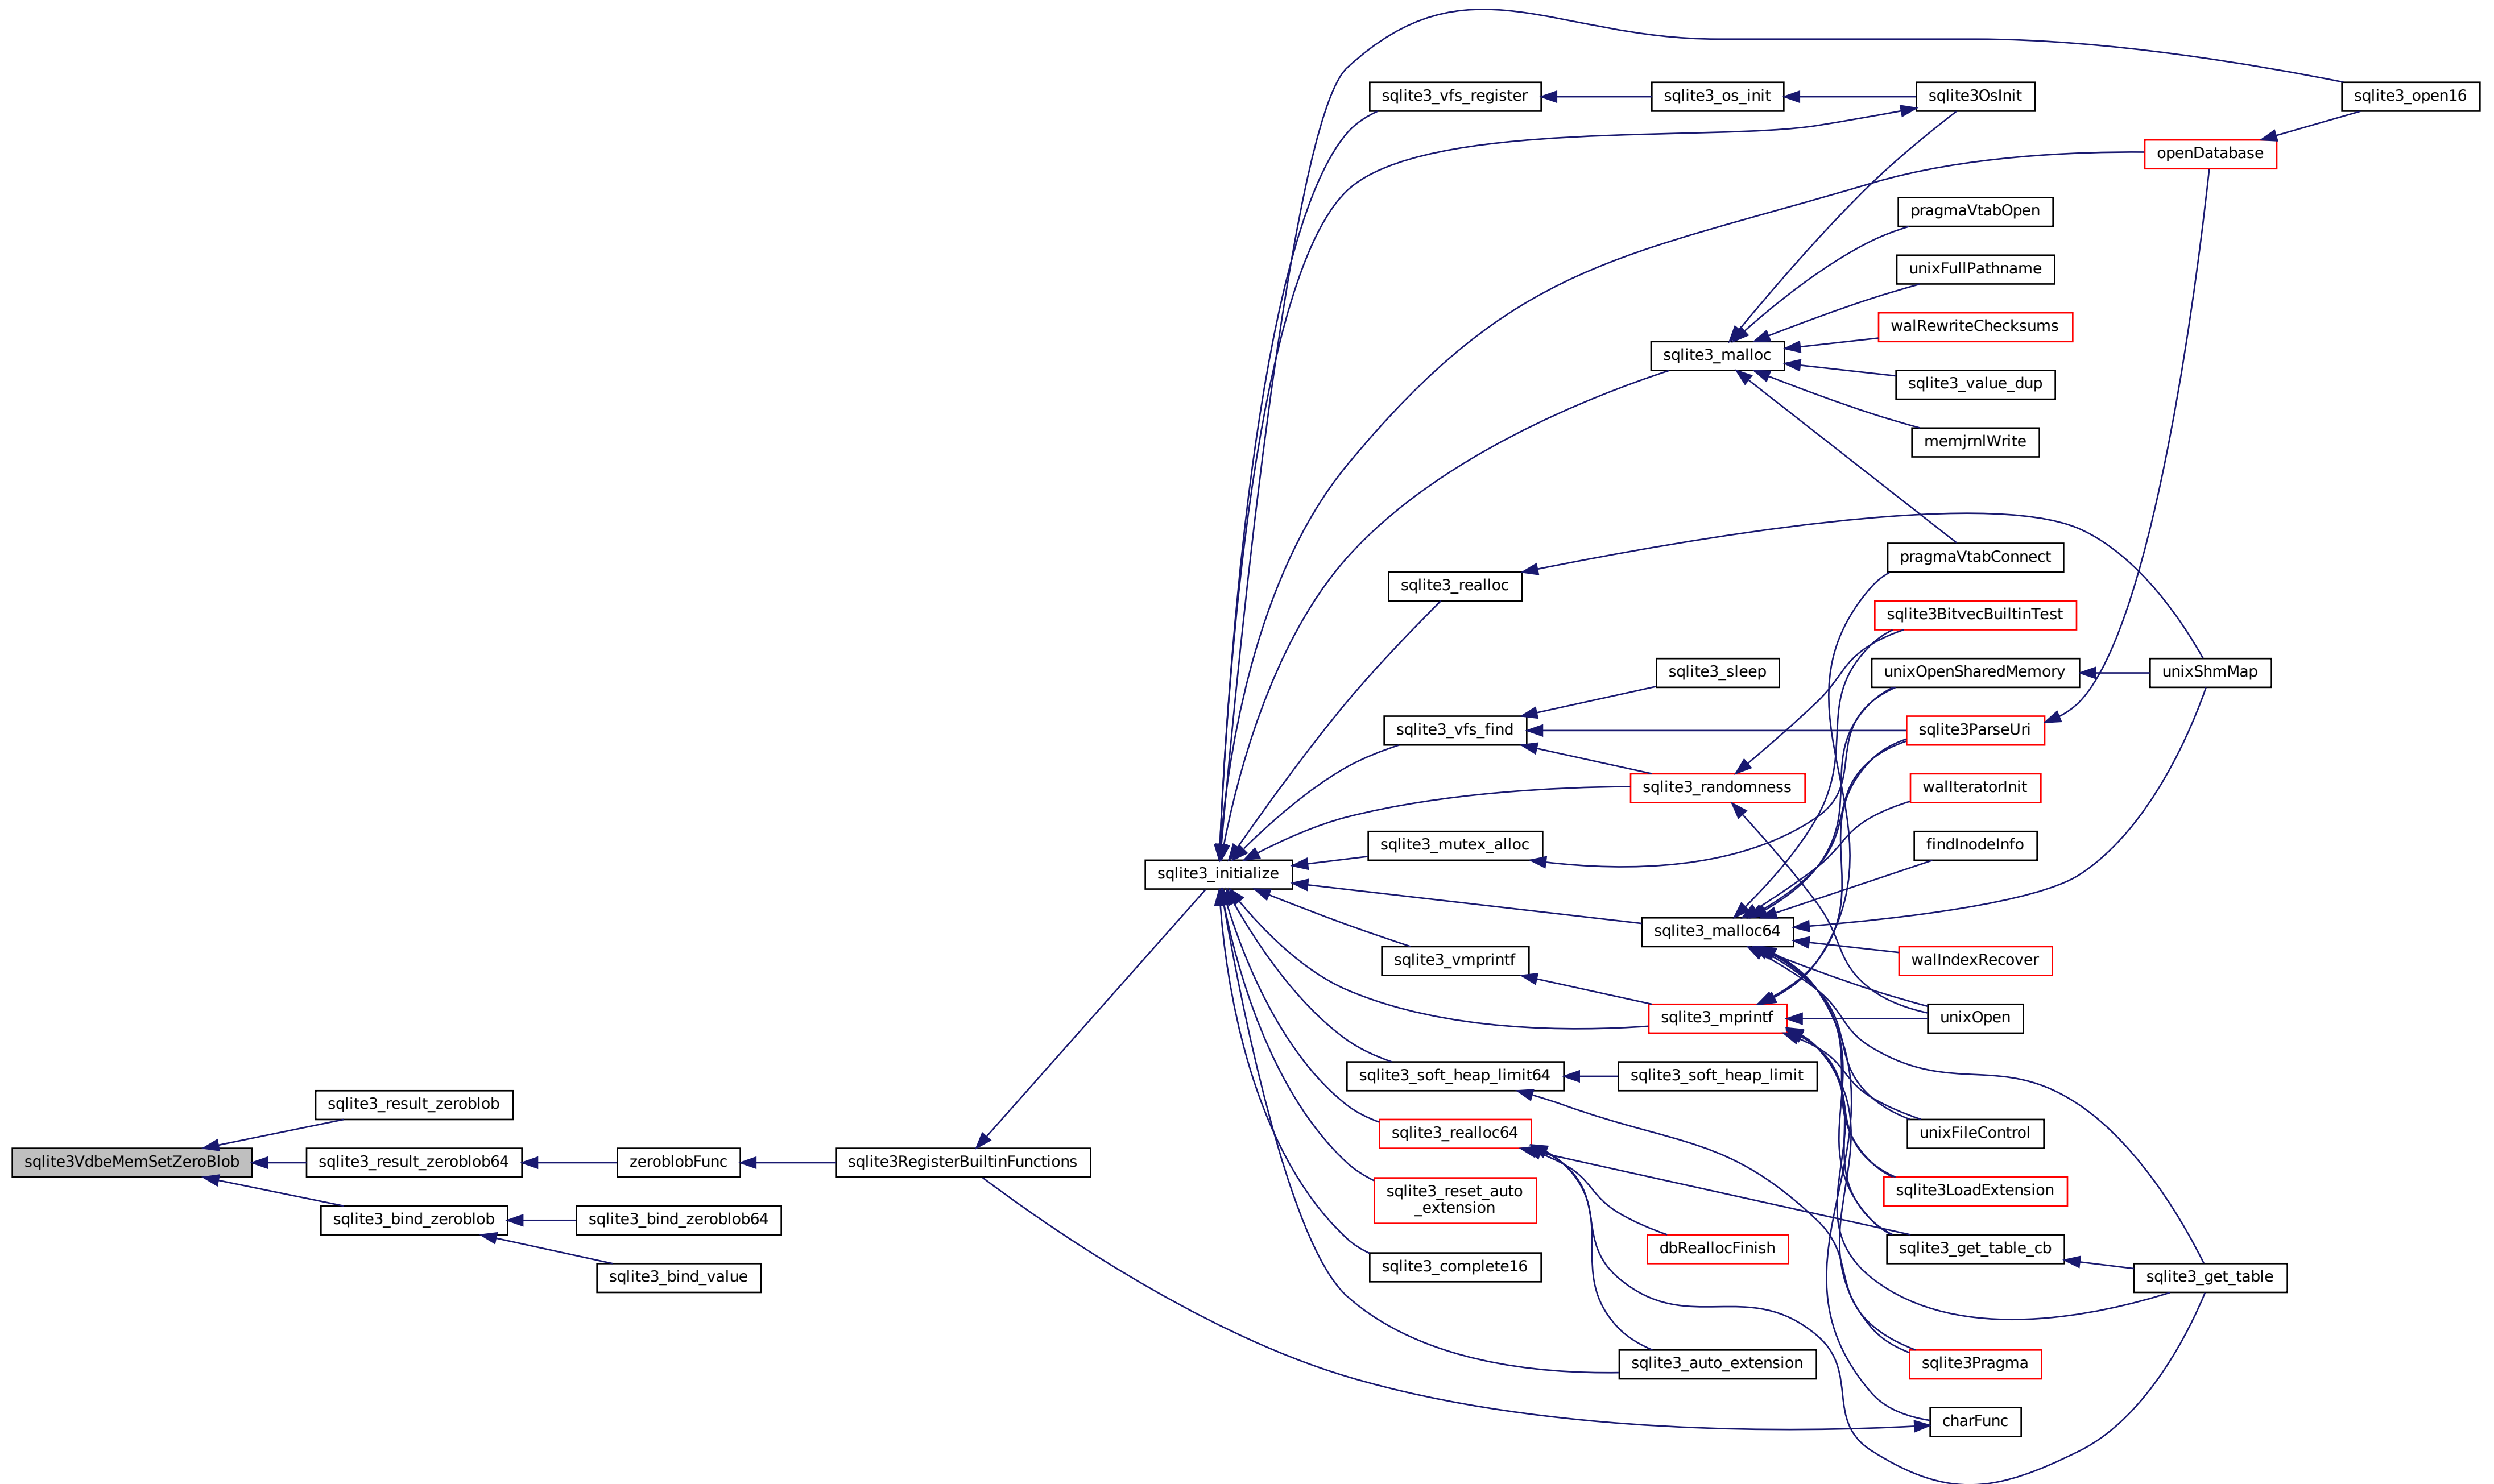 sqlite3VdbeMemSetZeroBlob
sqlite3_result_zeroblob
sqlite3_result_zeroblob64
sqlite3_bind_zeroblob
zeroblobFunc
sqlite3_bind_zeroblob64
sqlite3_bind_value
sqlite3RegisterBuiltinFunctions
sqlite3_initialize
sqlite3_vfs_register
sqlite3_realloc
sqlite3_vfs_find
sqlite3_mutex_alloc
sqlite3_vmprintf
sqlite3_soft_heap_limit64
sqlite3_realloc64
sqlite3_reset_auto
_extension
sqlite3_complete16
sqlite3_os_init
sqlite3_malloc
sqlite3_sleep
sqlite3_randomness
sqlite3_malloc64
sqlite3_mprintf
sqlite3_soft_heap_limit
dbReallocFinish
sqlite3_auto_extension
sqlite3OsInit
pragmaVtabOpen
unixFullPathname
walRewriteChecksums
sqlite3_value_dup
memjrnlWrite
pragmaVtabConnect
sqlite3BitvecBuiltinTest
unixOpenSharedMemory
sqlite3ParseUri
walIteratorInit
findInodeInfo
walIndexRecover
unixOpen
unixFileControl
sqlite3LoadExtension
sqlite3_get_table_cb
sqlite3Pragma
charFunc
sqlite3_open16
openDatabase
unixShmMap
sqlite3_get_table